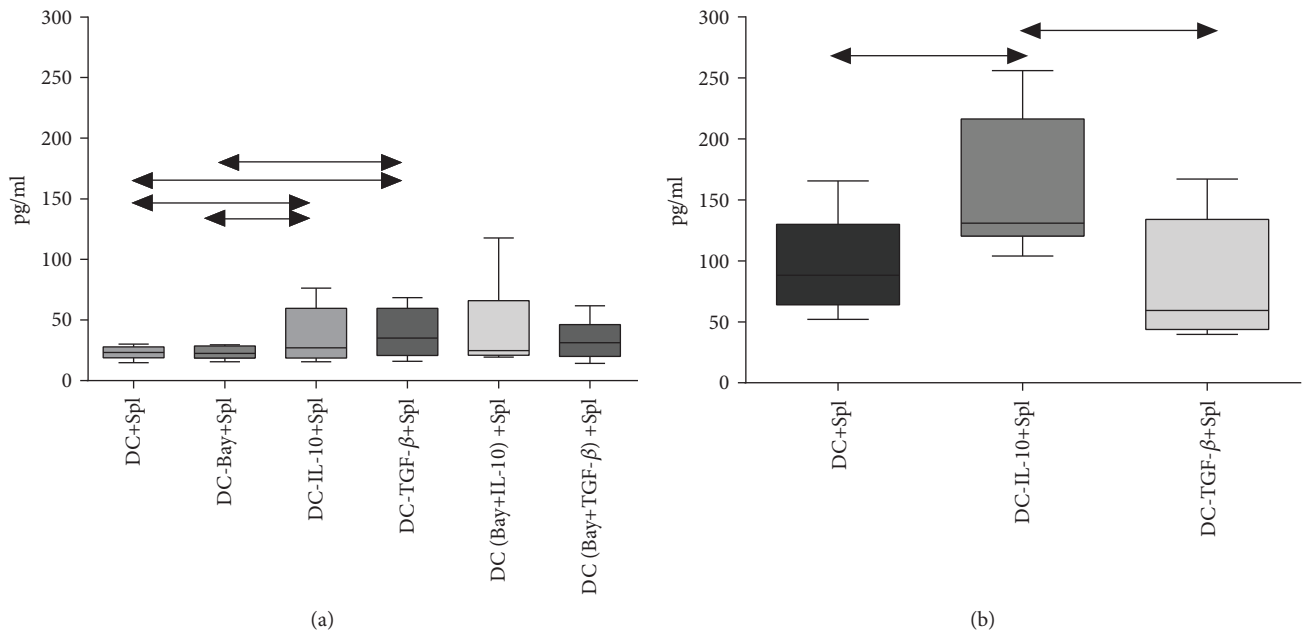 300
250
200
150
100
50
0
pg/ml
DC+Spl
DC-Bay+Spl
DC-IL-10+Spl
DC-TGF-β+Spl
DC (Bay+IL-10) +Spl
DC (Bay+TGF-β) +Spl
(a)
300
250
200
150
100
50
0
pg/ml
DC+Spl
DC-IL-10+Spl
DC-TGF-β+Spl
(b)